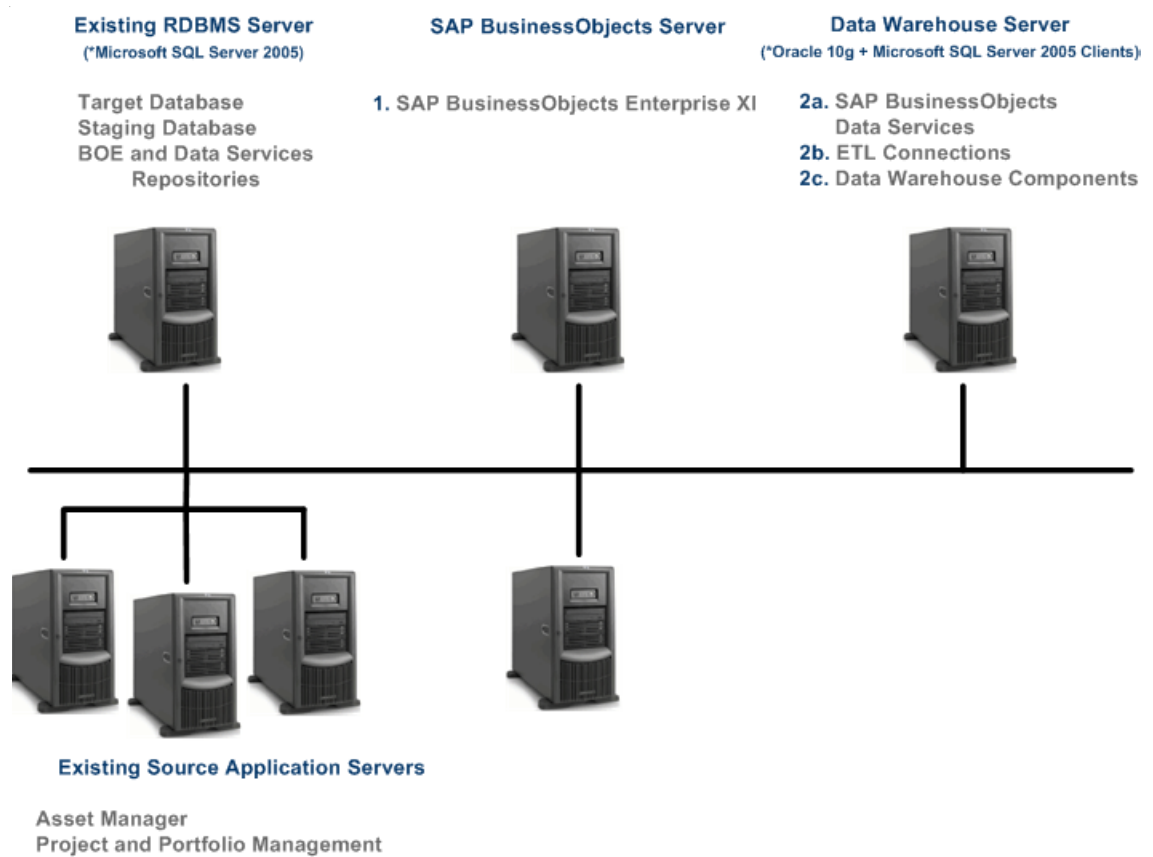 Existing RDBMS Server
(*Microsoft SQL Server 2005)
Target Database
Staging Database
BOE and Data Services
Repositories
SAP BusinessObjects Server
1. SAP BusinessObjects Enterprise XI
Data Warehouse Server
(*Oracle 10g + Microsoft SQL Server 2005 Clients)
2a. SAP BusinessObjects
Data Services
2b. ETL Connections
2c. Data Warehouse Components
Existing Source Application Servers
Asset Manager
Project and Portfolio Management